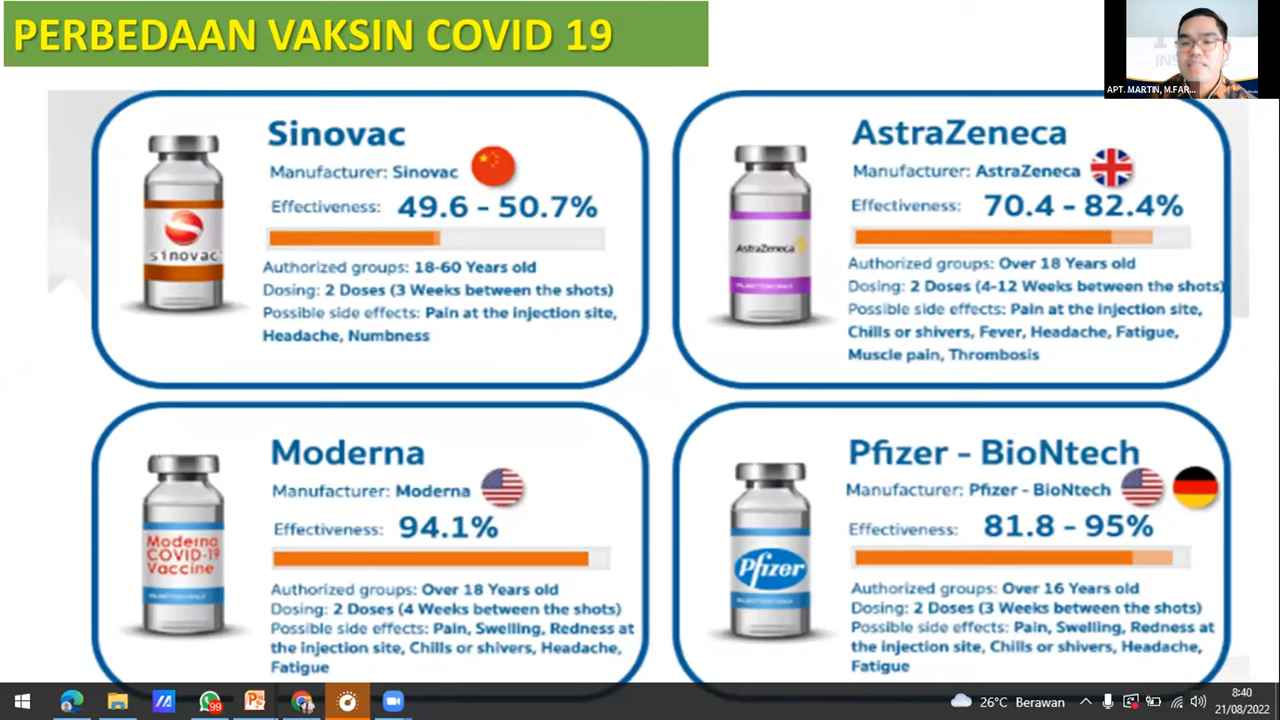 PERBEDAAN VAKSIN COVID 19
APT. MARTIN, M.FAR...
Sinovac
Manufacturer: Sinovac
Effectiveness: 49.6 - 50.7%
sinovac
Authorized groups: 18-60 Years old
Dosing: 2 Doses (3 Weeks between the shots)
Possible side effects: Pain at the injection site,
Headache, Numbness
AstraZeneca
Manufacturer: AstraZeneca
Effectiveness: 70.4 - 82.4%
AstraZeneca
INJECTION ONLY
Authorized groups: Over 18 Years old
Dosing: 2 Doses (4-12 Weeks between the shots)
Possible side effects: Pain at the injection site,
Chills or shivers, Fever, Headache, Fatigue,
Muscle pain, Thrombosis
Moderna
Manufacturer: Moderna
Effectiveness: 94.1%
Moderna
COVID-19
Vaccine
INJECTION ONLY
Authorized groups: Over 18 Years old
Dosing: 2 Doses (4 Weeks between the shots)
Possible side effects: Pain, Swelling, Redness at
the injection site, Chills or shivers, Headache,
Fatigue
Pfizer - BioNtech
Manufacturer: Pfizer - BioNtech
Effectiveness: 81.8 - 95%
Pfizer
INJECTION ONLY
Authorized groups: Over 16 Years old
Dosing: 2 Doses (3 Weeks between the shots)
Possible side effects: Pain, Swelling, Redness at
the injection site, Chills or shivers, Headache,
Fatigue
99
26°C Berawan
8:40
21/08/2022